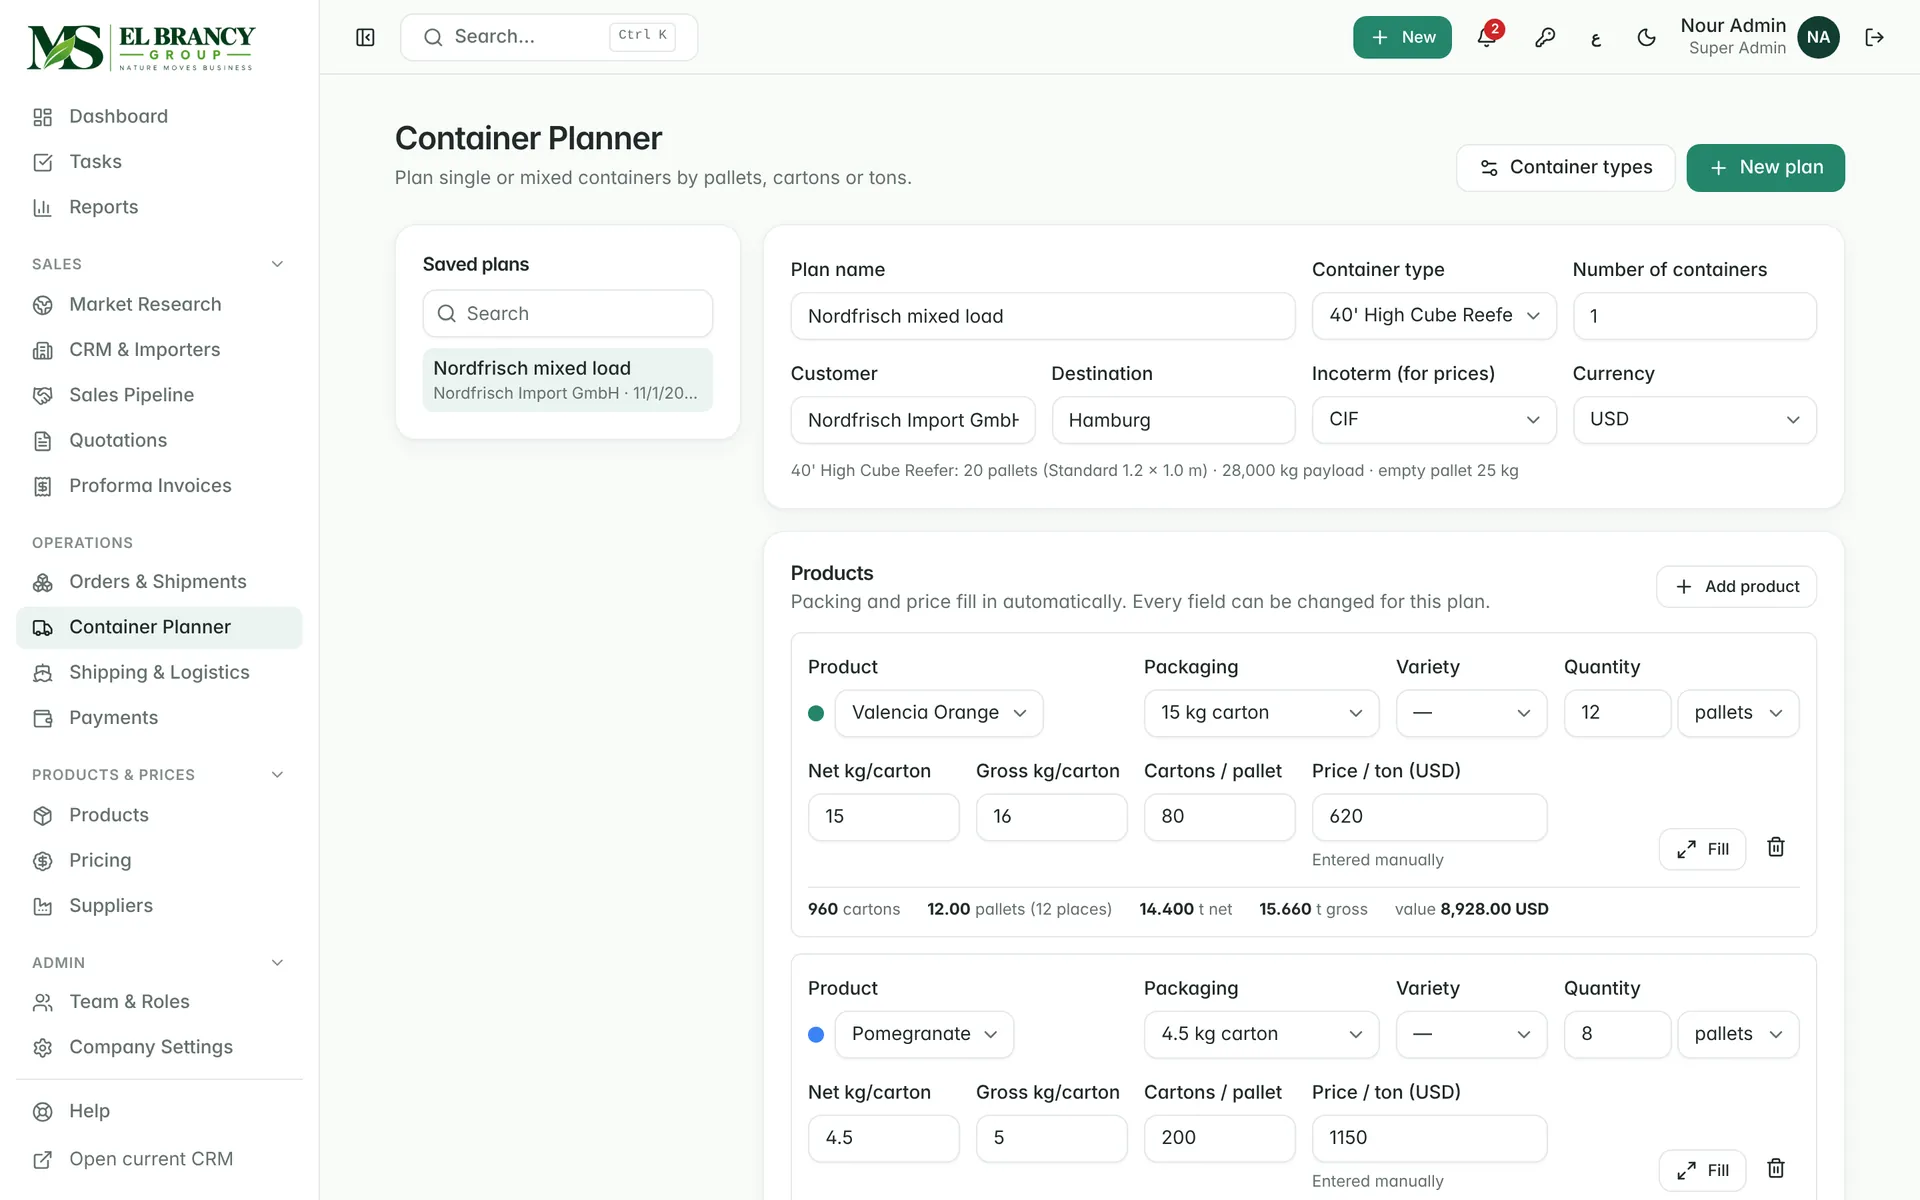 MS EL BRANCY
GROUP
NATURE MOVES BUSINESS
Search...
Ctrl K
New
2
ع
Nour Admin
Super Admin
NA
Dashboard
Tasks
Reports
SALES
Market Research
CRM & Importers
Sales Pipeline
Quotations
Proforma Invoices
OPERATIONS
Orders & Shipments
Container Planner
Shipping & Logistics
Payments
PRODUCTS & PRICES
Products
Pricing
Suppliers
ADMIN
Team & Roles
Company Settings
Help
Open current CRM
Container Planner
Plan single or mixed containers by pallets, cartons or tons.
Container types
New plan
Saved plans
Search
Nordfrisch mixed load
Nordfrisch Import GmbH · 11/1/20...
Plan name
Container type
Number of containers
Nordfrisch mixed load
40' High Cube Reefe
1
Customer
Destination
Incoterm (for prices)
Currency
Nordfrisch Import GmbH
Hamburg
CIF
USD
40' High Cube Reefer: 20 pallets (Standard 1.2 × 1.0 m) · 28,000 kg payload · empty pallet 25 kg
Products
Packing and price fill in automatically. Every field can be changed for this plan.
Add product
Product
Packaging
Variety
Quantity
Valencia Orange
15 kg carton
—
12
pallets
Net kg/carton
Gross kg/carton
Cartons / pallet
Price / ton (USD)
15
16
80
620
Entered manually
Fill
960 cartons
12.00 pallets (12 places)
14.400 t net
15.660 t gross
value 8,928.00 USD
Product
Packaging
Variety
Quantity
Pomegranate
4.5 kg carton
—
8
pallets
Net kg/carton
Gross kg/carton
Cartons / pallet
Price / ton (USD)
4.5
5
200
1150
Entered manually
Fill